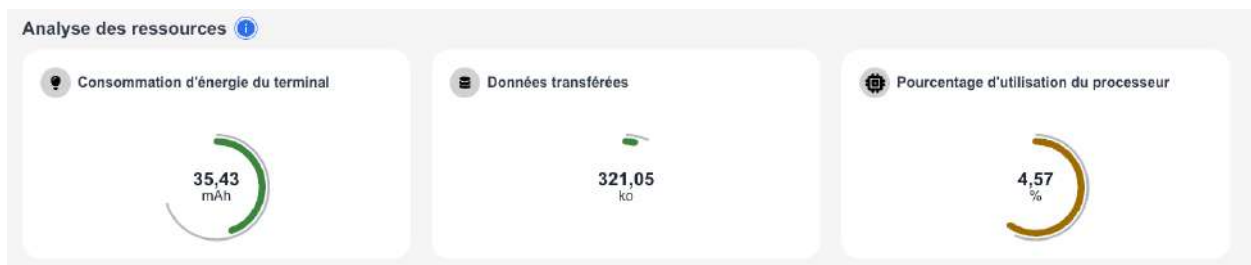 Analyse des ressources
Consommation d'énergie du terminal
35,43
mAh
Données transférées
321,05
ko
Pourcentage d'utilisation du processeur
4,57
%